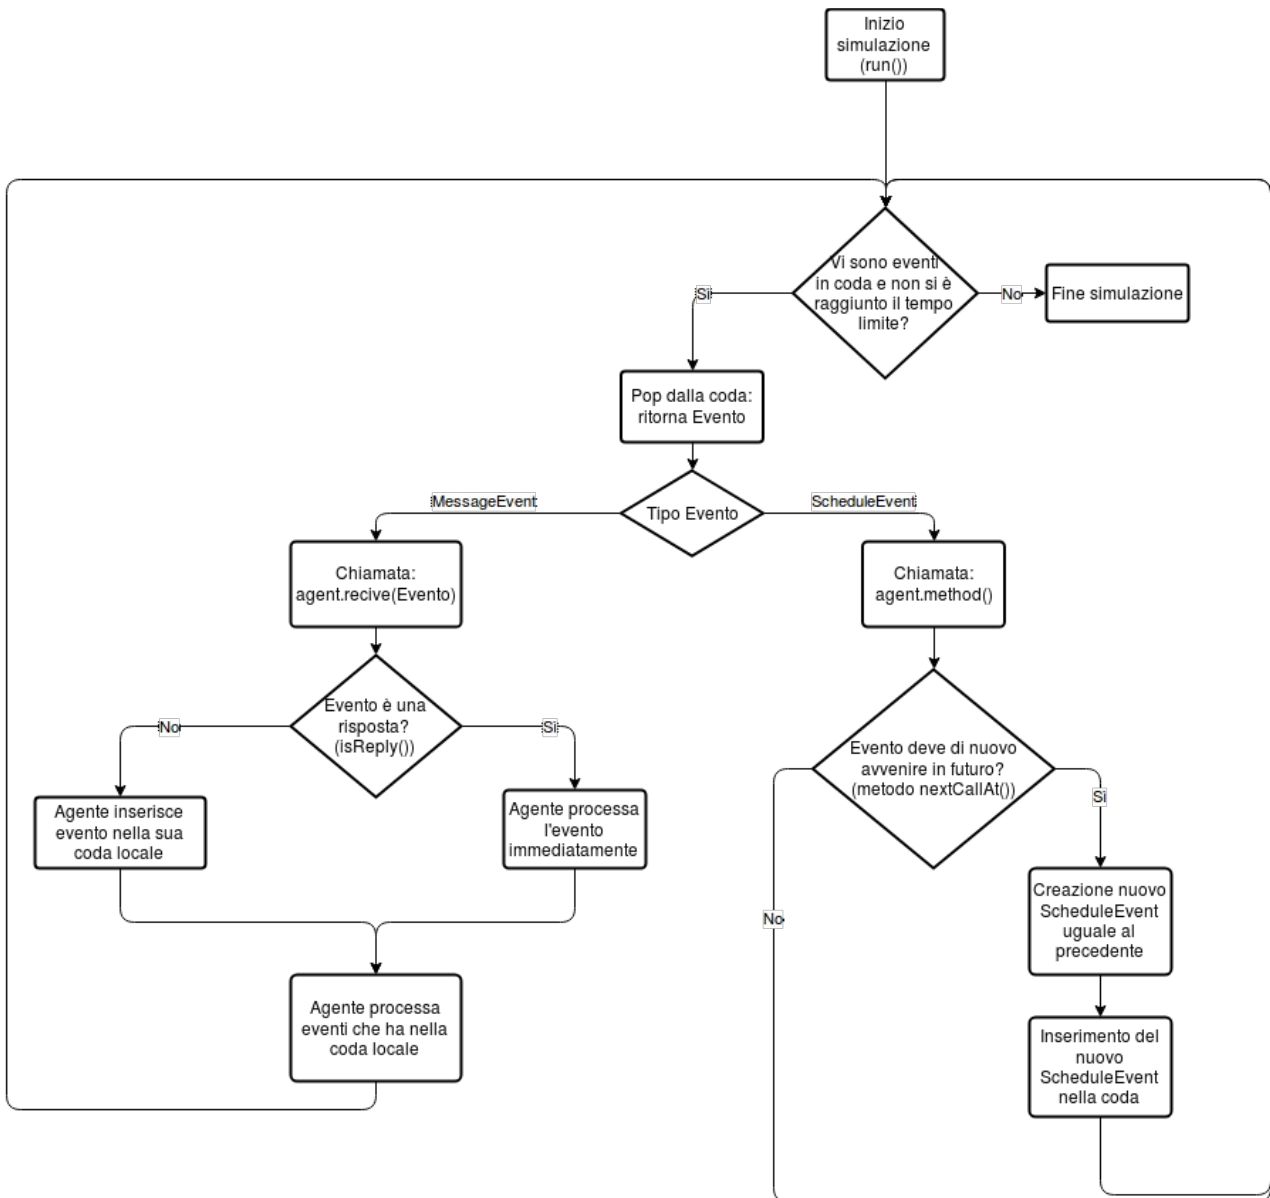 Inizio
simulazione
(run())
Vi sono eventi
in coda e non si è
raggiunto il tempo
limite?
Si
No
Fine simulazione
Pop dalla coda:
ritorna Evento
MessageEvent
Tipo Evento
ScheduleEvent
Chiamata:
agent.recive(Evento)
Chiamata:
agent.method()
Evento è una
risposta?
(isReply())
No
Si
Evento deve di nuovo
avvenire in futuro?
(metodo nextCallAt())
Si
No
Agente inserisce
evento nella sua
coda locale
Agente processa
l'evento
immediatamente
Creazione nuovo
ScheduleEvent
uguale al
precedente
Agente processa
eventi che ha nella
coda locale
Inserimento del
nuovo
ScheduleEvent
nella coda